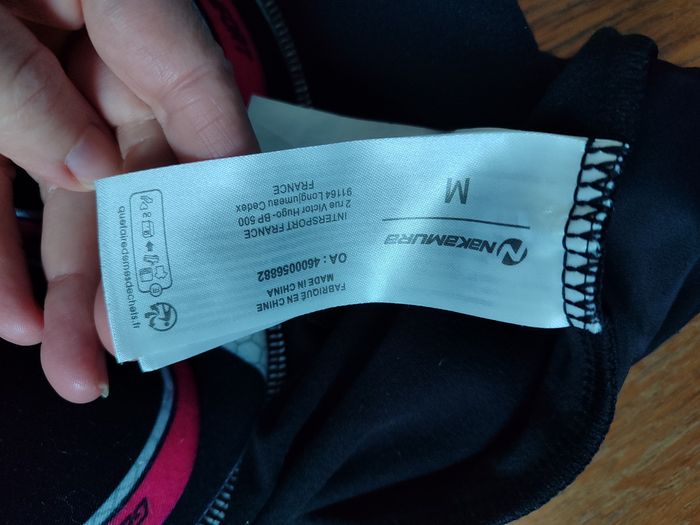 NAKAMURA
M
INTERSPORT FRANCE
2 rue Victor Hugo-BP 500
91164 Longjumeau Cedex
FRANCE
OA : 4600056882
FABRIQUÉ EN CHINE
MADE IN CHINA
quefairedemesdechets.fr